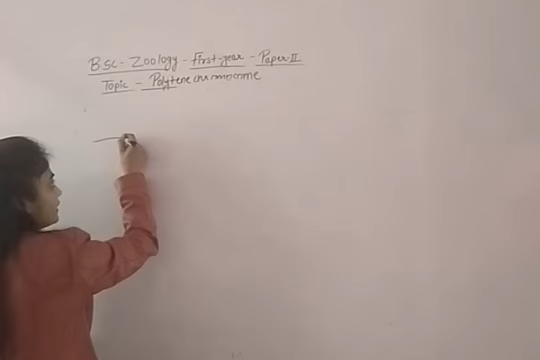 B.SC - Zoology - First-year - Paper-II
Topic - Polytene chromosome